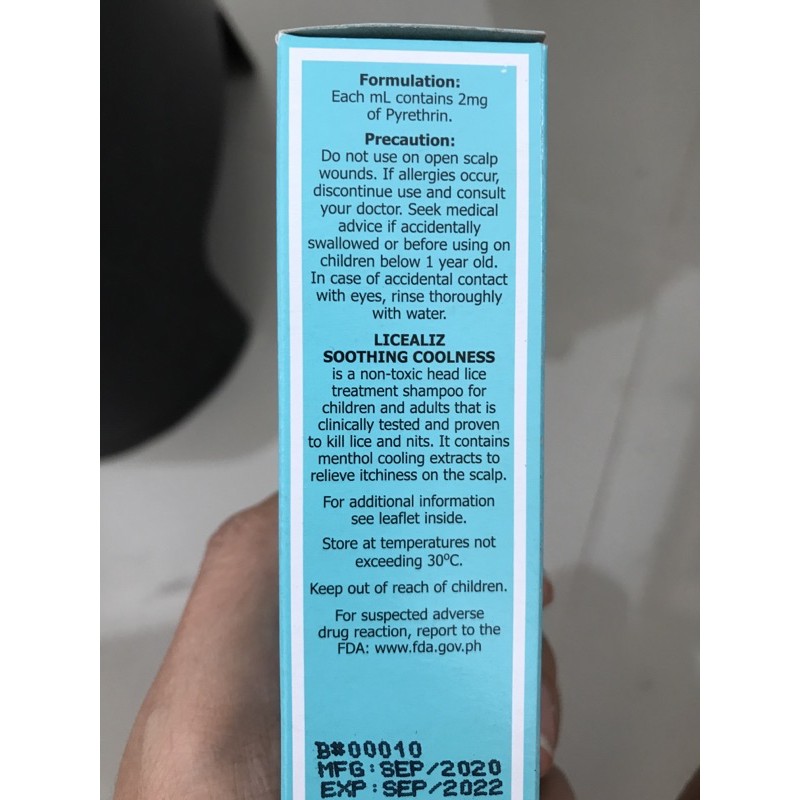 Formulation:
Each mL contains 2mg
of Pyrethrin.
Precaution:
Do not use on open scalp
wounds. If allergies occur,
discontinue use and consult
your doctor. Seek medical
advice if accidentally
swallowed or before using on
children below 1 year old.
In case of accidental contact
with eyes, rinse thoroughly
with water.
LICEALIZ
SOOTHING COOLNESS
is a non-toxic head lice
treatment shampoo for
children and adults that is
clinically tested and proven
to kill lice and nits. It contains
menthol cooling extracts to
relieve itchiness on the scalp.
For additional information
see leaflet inside.
Store at temperatures not
exceeding 30ºC.
Keep out of reach of children.
For suspected adverse
drug reaction, report to the
FDA: www.fda.gov.ph
B#00010
MFG:SEP/2020
EXP:SEP/2022